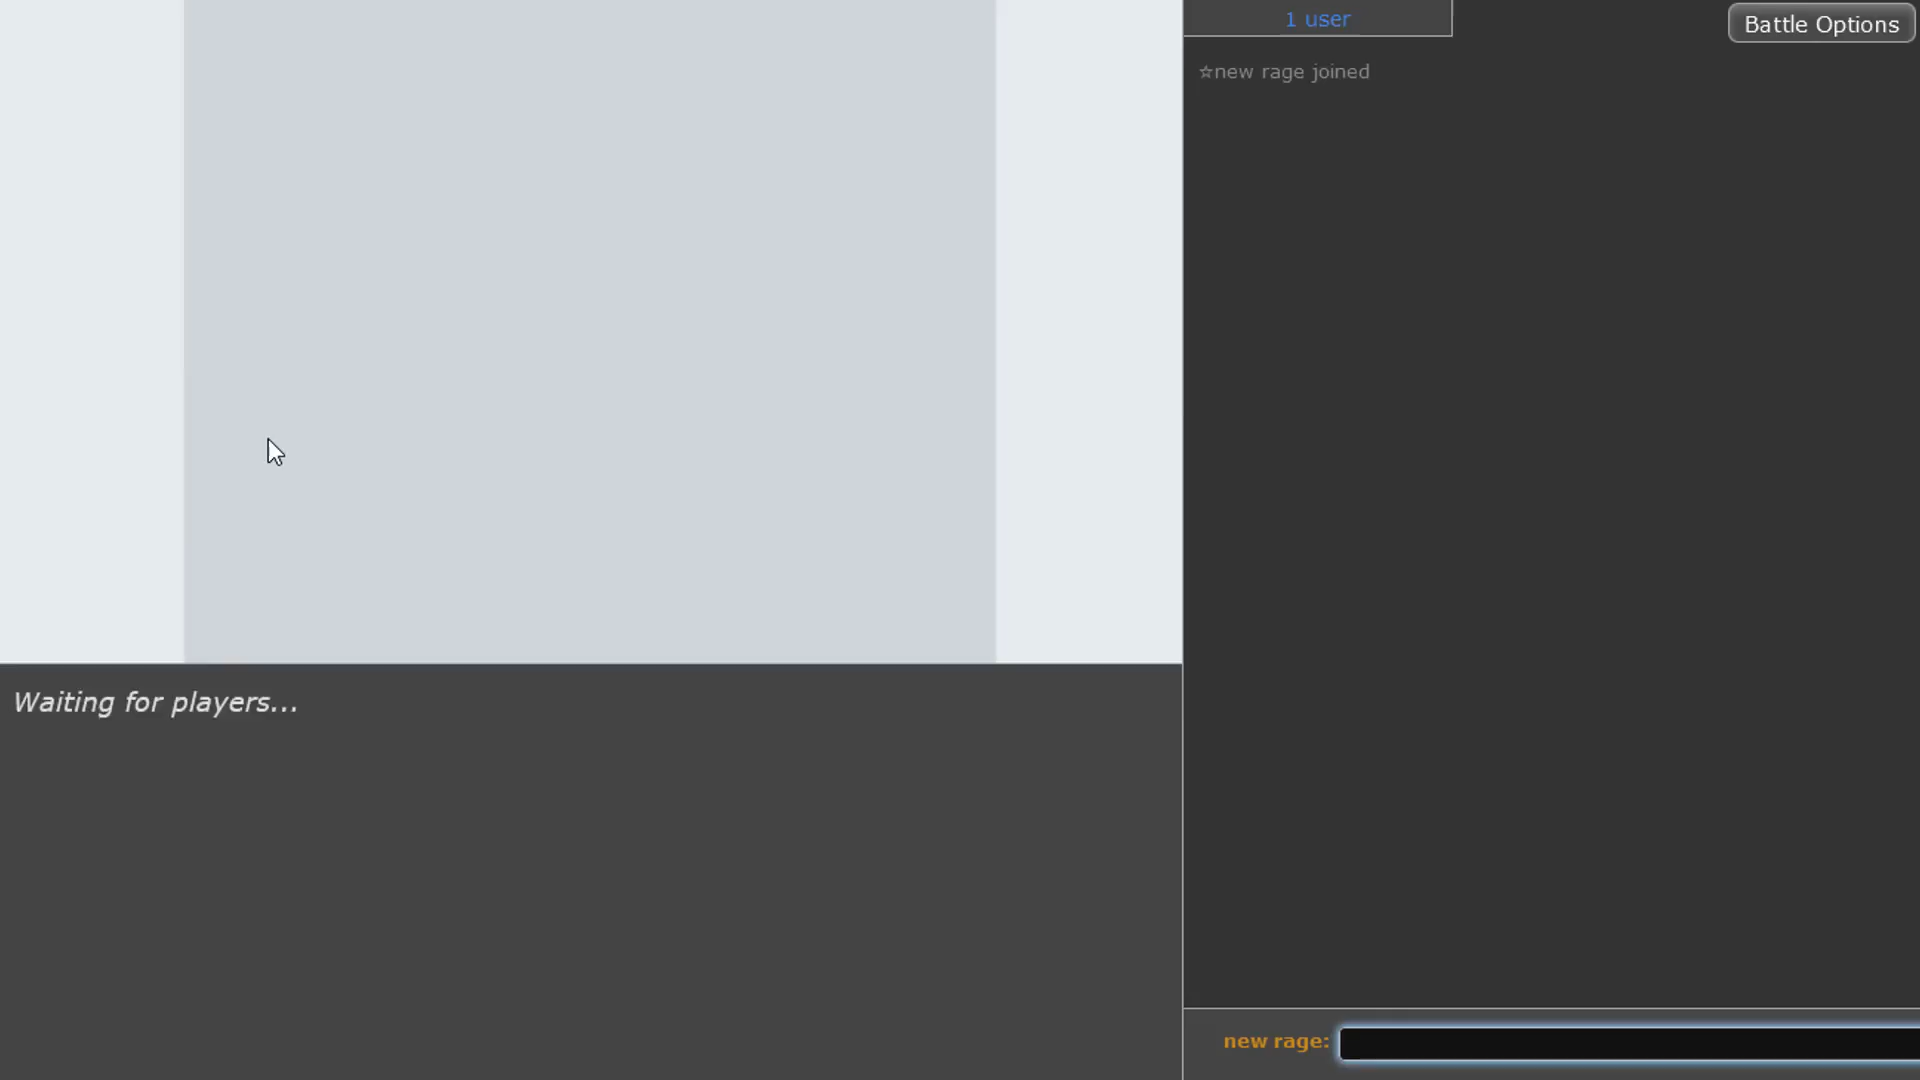 1 user
Battle Options
☆new rage joined
Waiting for players...
new rage: